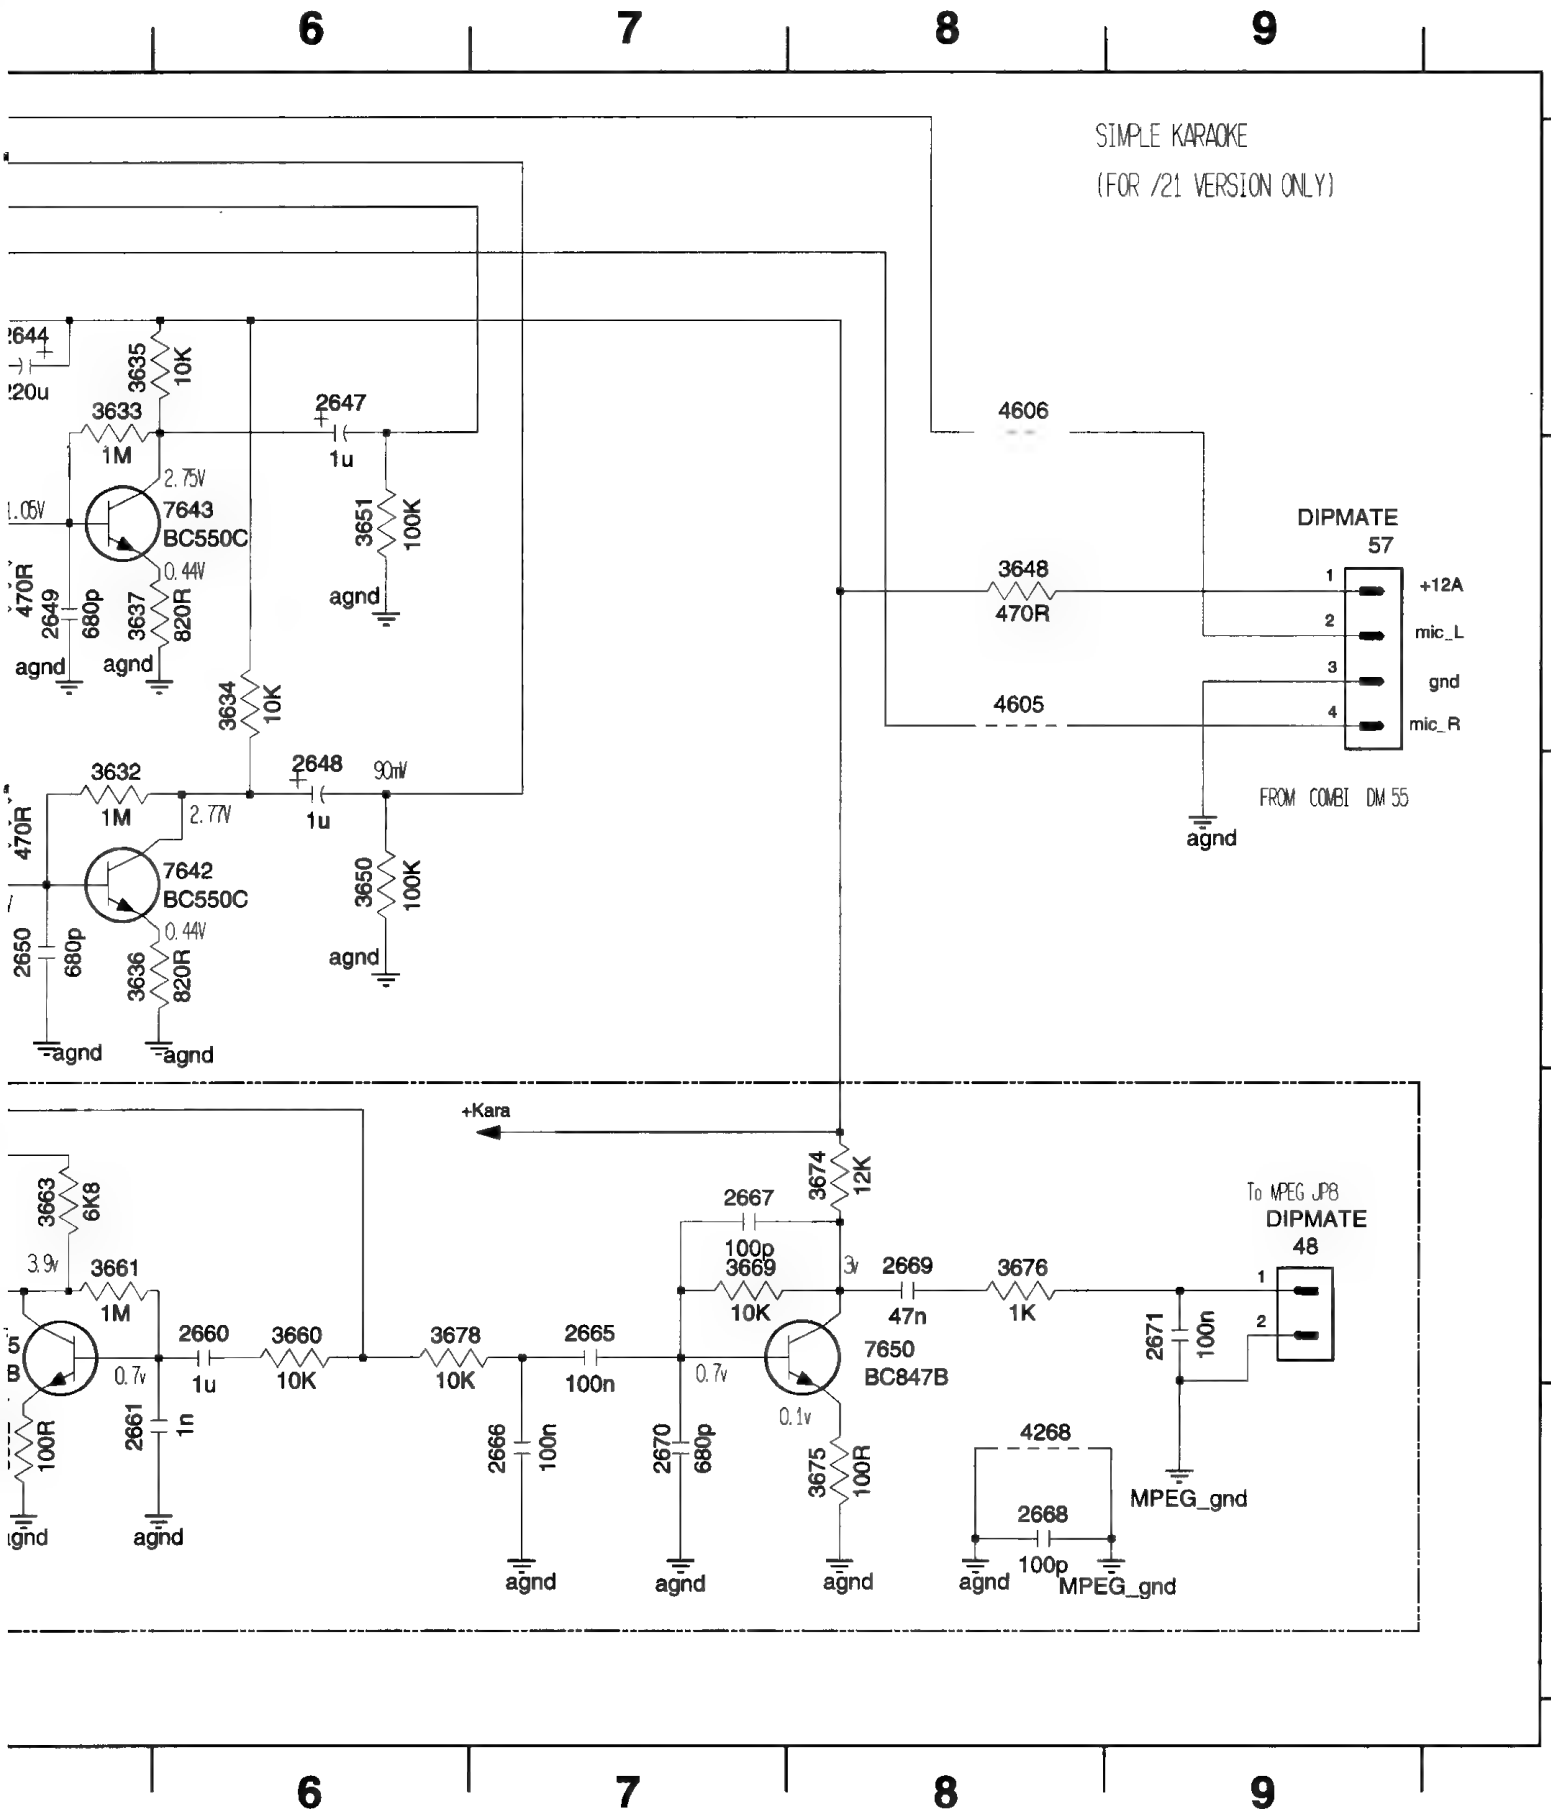 6 7 8 9
SIMPLE KARAOKE
(FOR /21 VERSION ONLY)
2644
+
220u
3635
10K
3633
1M
2647
+
1u
4606
2.75V
7643
BC550C
1.05V
0.44V
470R
2649
680p
3637
820R
agnd
agnd
3651
100K
agnd
DIPMATE
57
3648
470R
1
+12A
2
mic_L
3
gnd
4
mic_R
4605
3634
10K
FROM COMBI DM 55
agnd
3632
1M
2648
+
1u
90mV
2.77V
470R
7642
BC550C
0.44V
2650
680p
3636
820R
3650
100K
agnd
agnd
agnd
+Kara
3663
6K8
3674
12K
2667
100p
To MPEG JP8
DIPMATE
48
3.9v
3661
1M
3669
10K
3v
2669
47n
3676
1K
1
2
2671
100n
5
B
0.7v
2660
1u
3660
10K
3678
10K
2665
100n
0.7v
7650
BC847B
0.1v
100R
2661
1n
2666
100n
2670
680p
3675
100R
4268
MPEG_gnd
2668
100p
agnd
agnd
agnd
agnd
agnd
agnd
MPEG_gnd
6 7 8 9